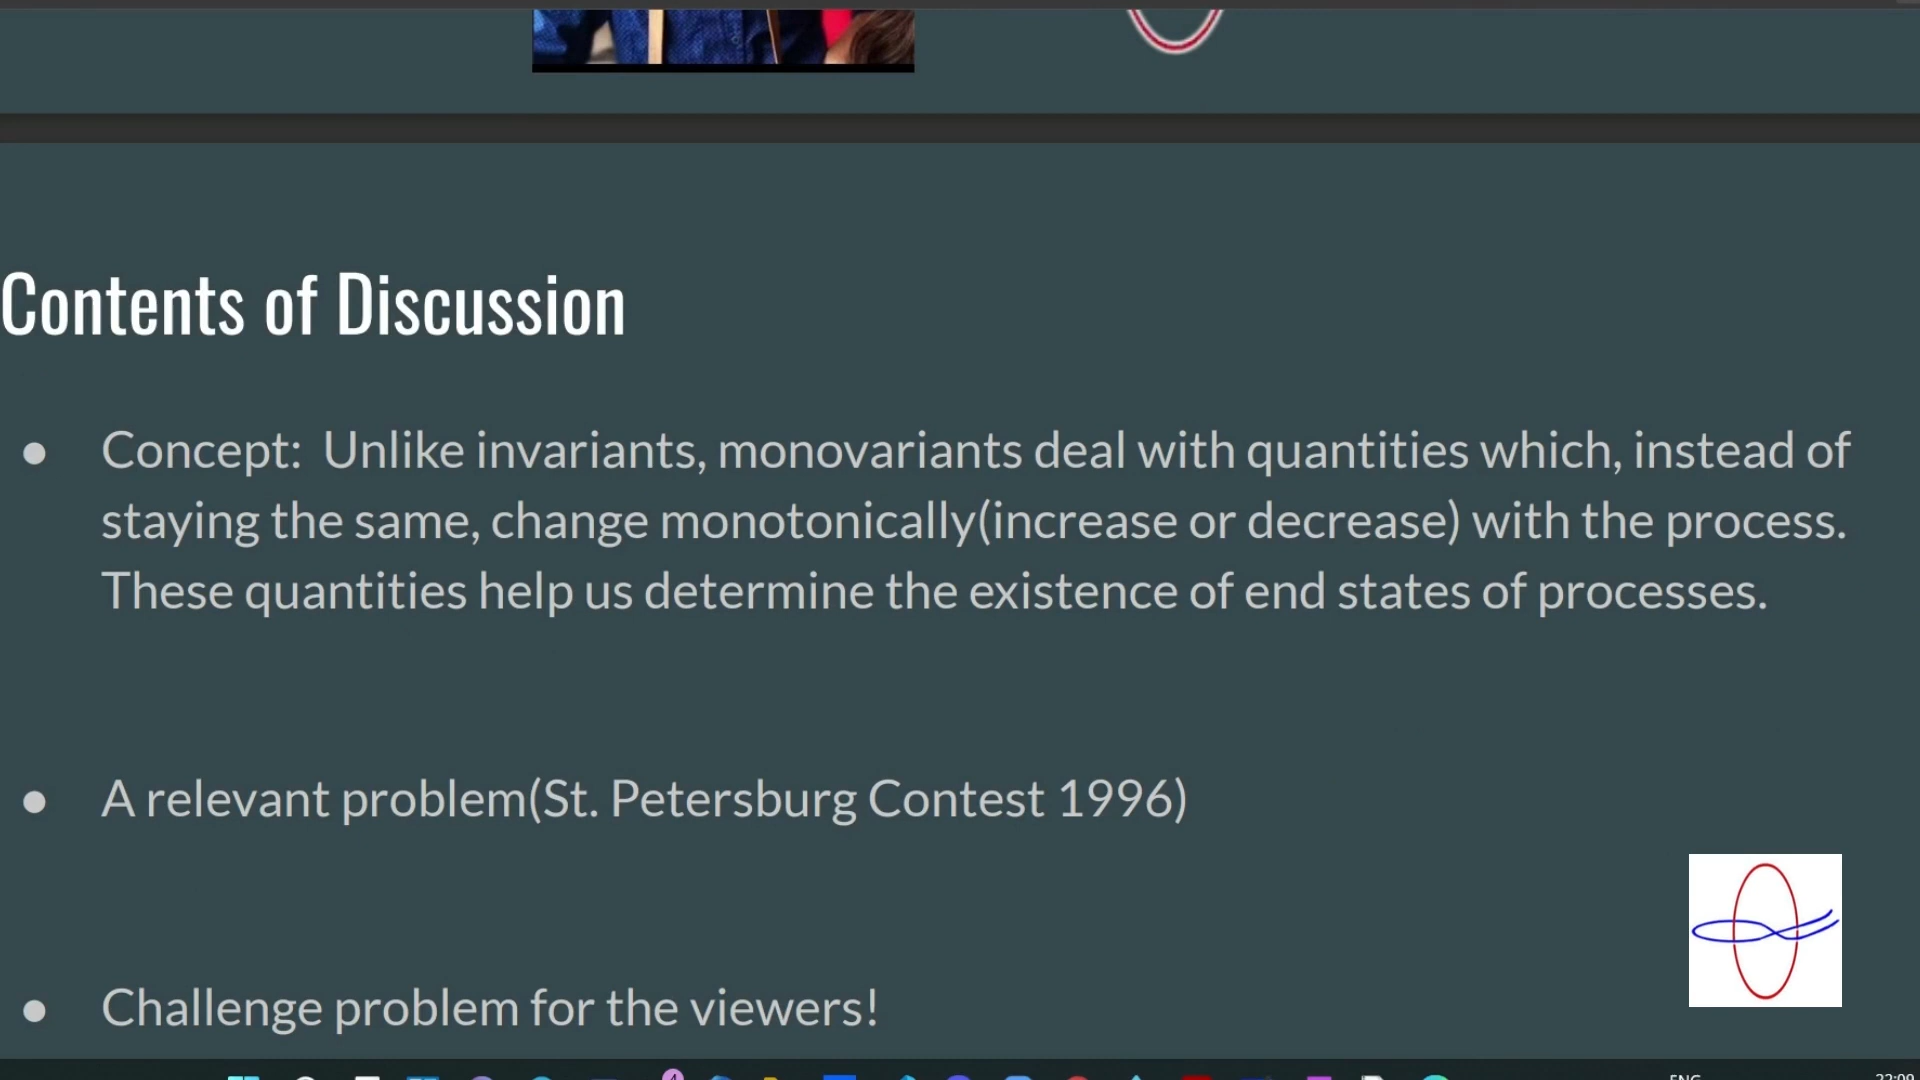 Contents of Discussion
● Concept: Unlike invariants, monovariants deal with quantities which, instead of
staying the same, change monotonically(increase or decrease) with the process.
These quantities help us determine the existence of end states of processes.
● A relevant problem(St. Petersburg Contest 1996)
● Challenge problem for the viewers!